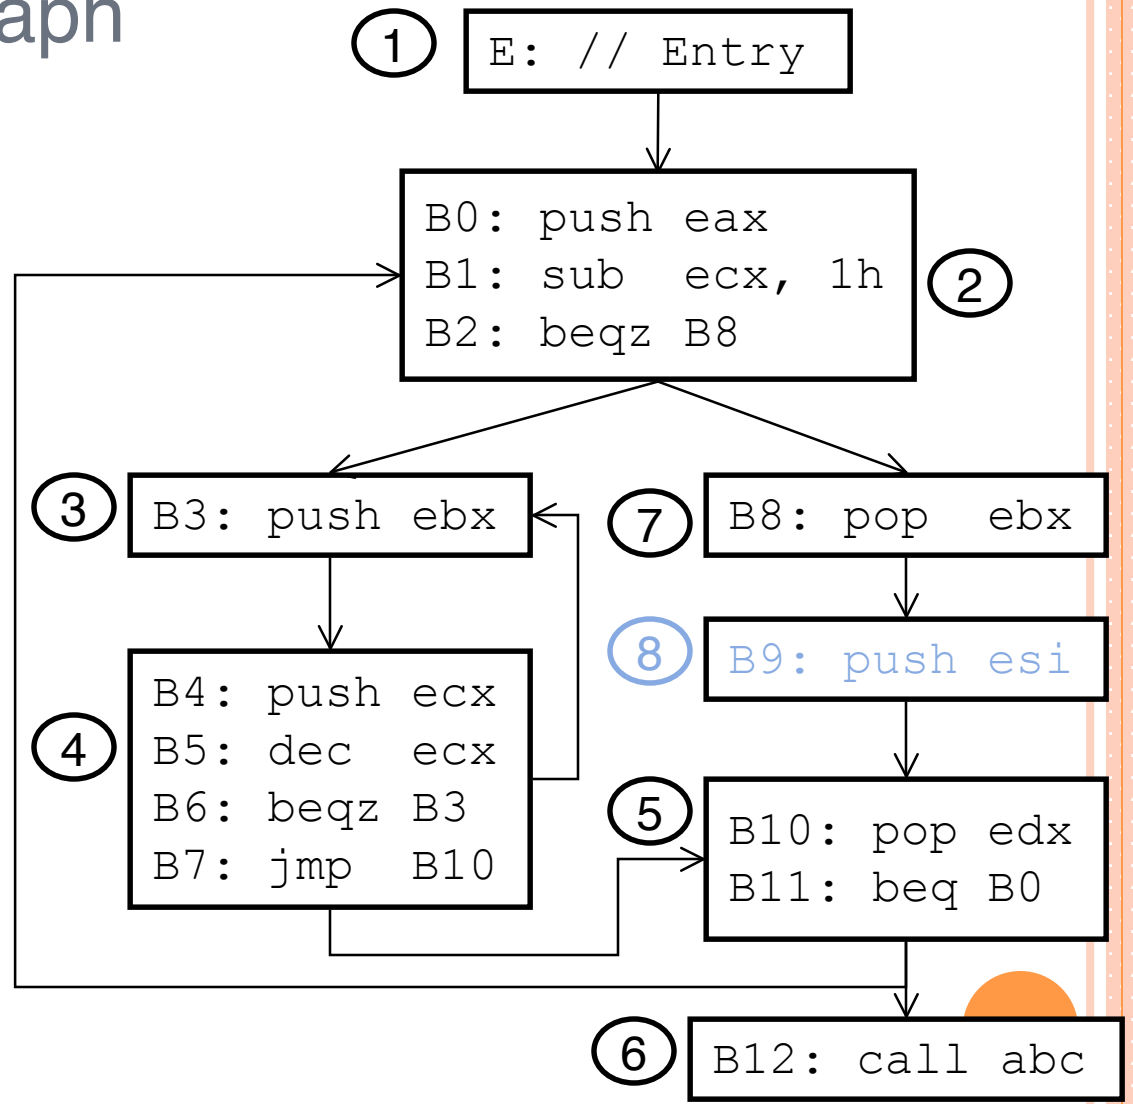 1
E: // Entry
B0: push eax
B1: sub ecx, 1h
B2: beqz B8
2
3
B3: push ebx
7
B8: pop ebx
8
B9: push esi
4
B4: push ecx
B5: dec ecx
B6: beqz B3
B7: jmp B10
5
B10: pop edx
B11: beq B0
6
B12: call abc